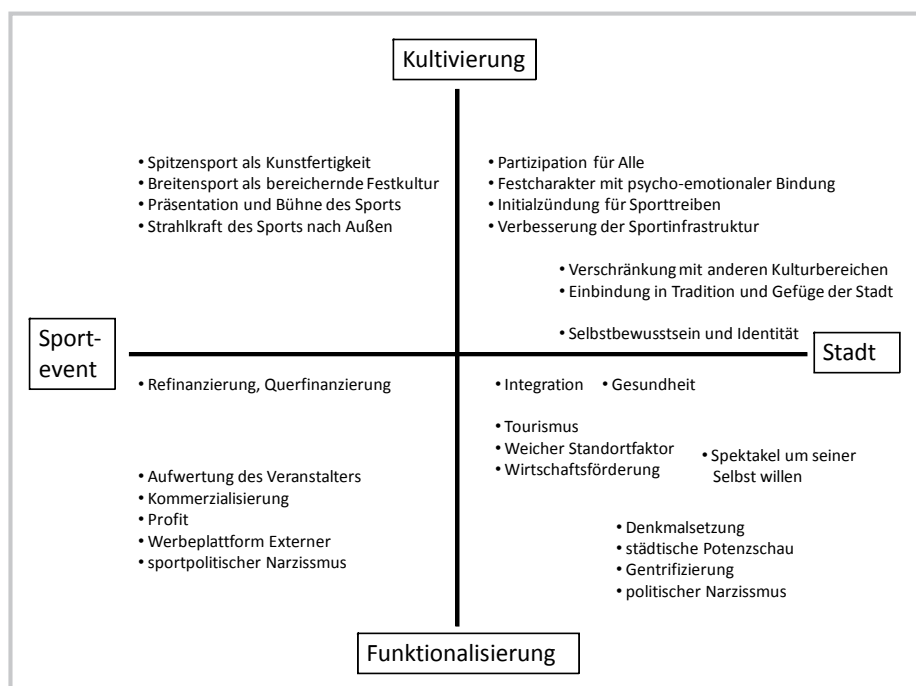 Kultivierung
• Spitzensport als Kunstfertigkeit
• Breitensport als bereichernde Festkultur
• Präsentation und Bühne des Sports
• Strahlkraft des Sports nach Außen
• Partizipation für Alle
• Festcharakter mit psycho-emotionaler Bindung
• Initialzündung für Sporttreiben
• Verbesserung der Sportinfrastruktur
• Verschränkung mit anderen Kulturbereichen
• Einbindung in Tradition und Gefüge der Stadt
• Selbstbewusstsein und Identität
Sport-
event
Stadt
• Refinanzierung, Querfinanzierung
• Aufwertung des Veranstalters
• Kommerzialisierung
• Profit
• Werbeplattform Externer
• sportpolitischer Narzissmus
• Integration • Gesundheit
• Tourismus
• Weicher Standortfaktor
• Wirtschaftsförderung
• Spektakel um seiner
Selbst willen
• Denkmalsetzung
• städtische Potenzschau
• Gentrifizierung
• politischer Narzissmus
Funktionalisierung